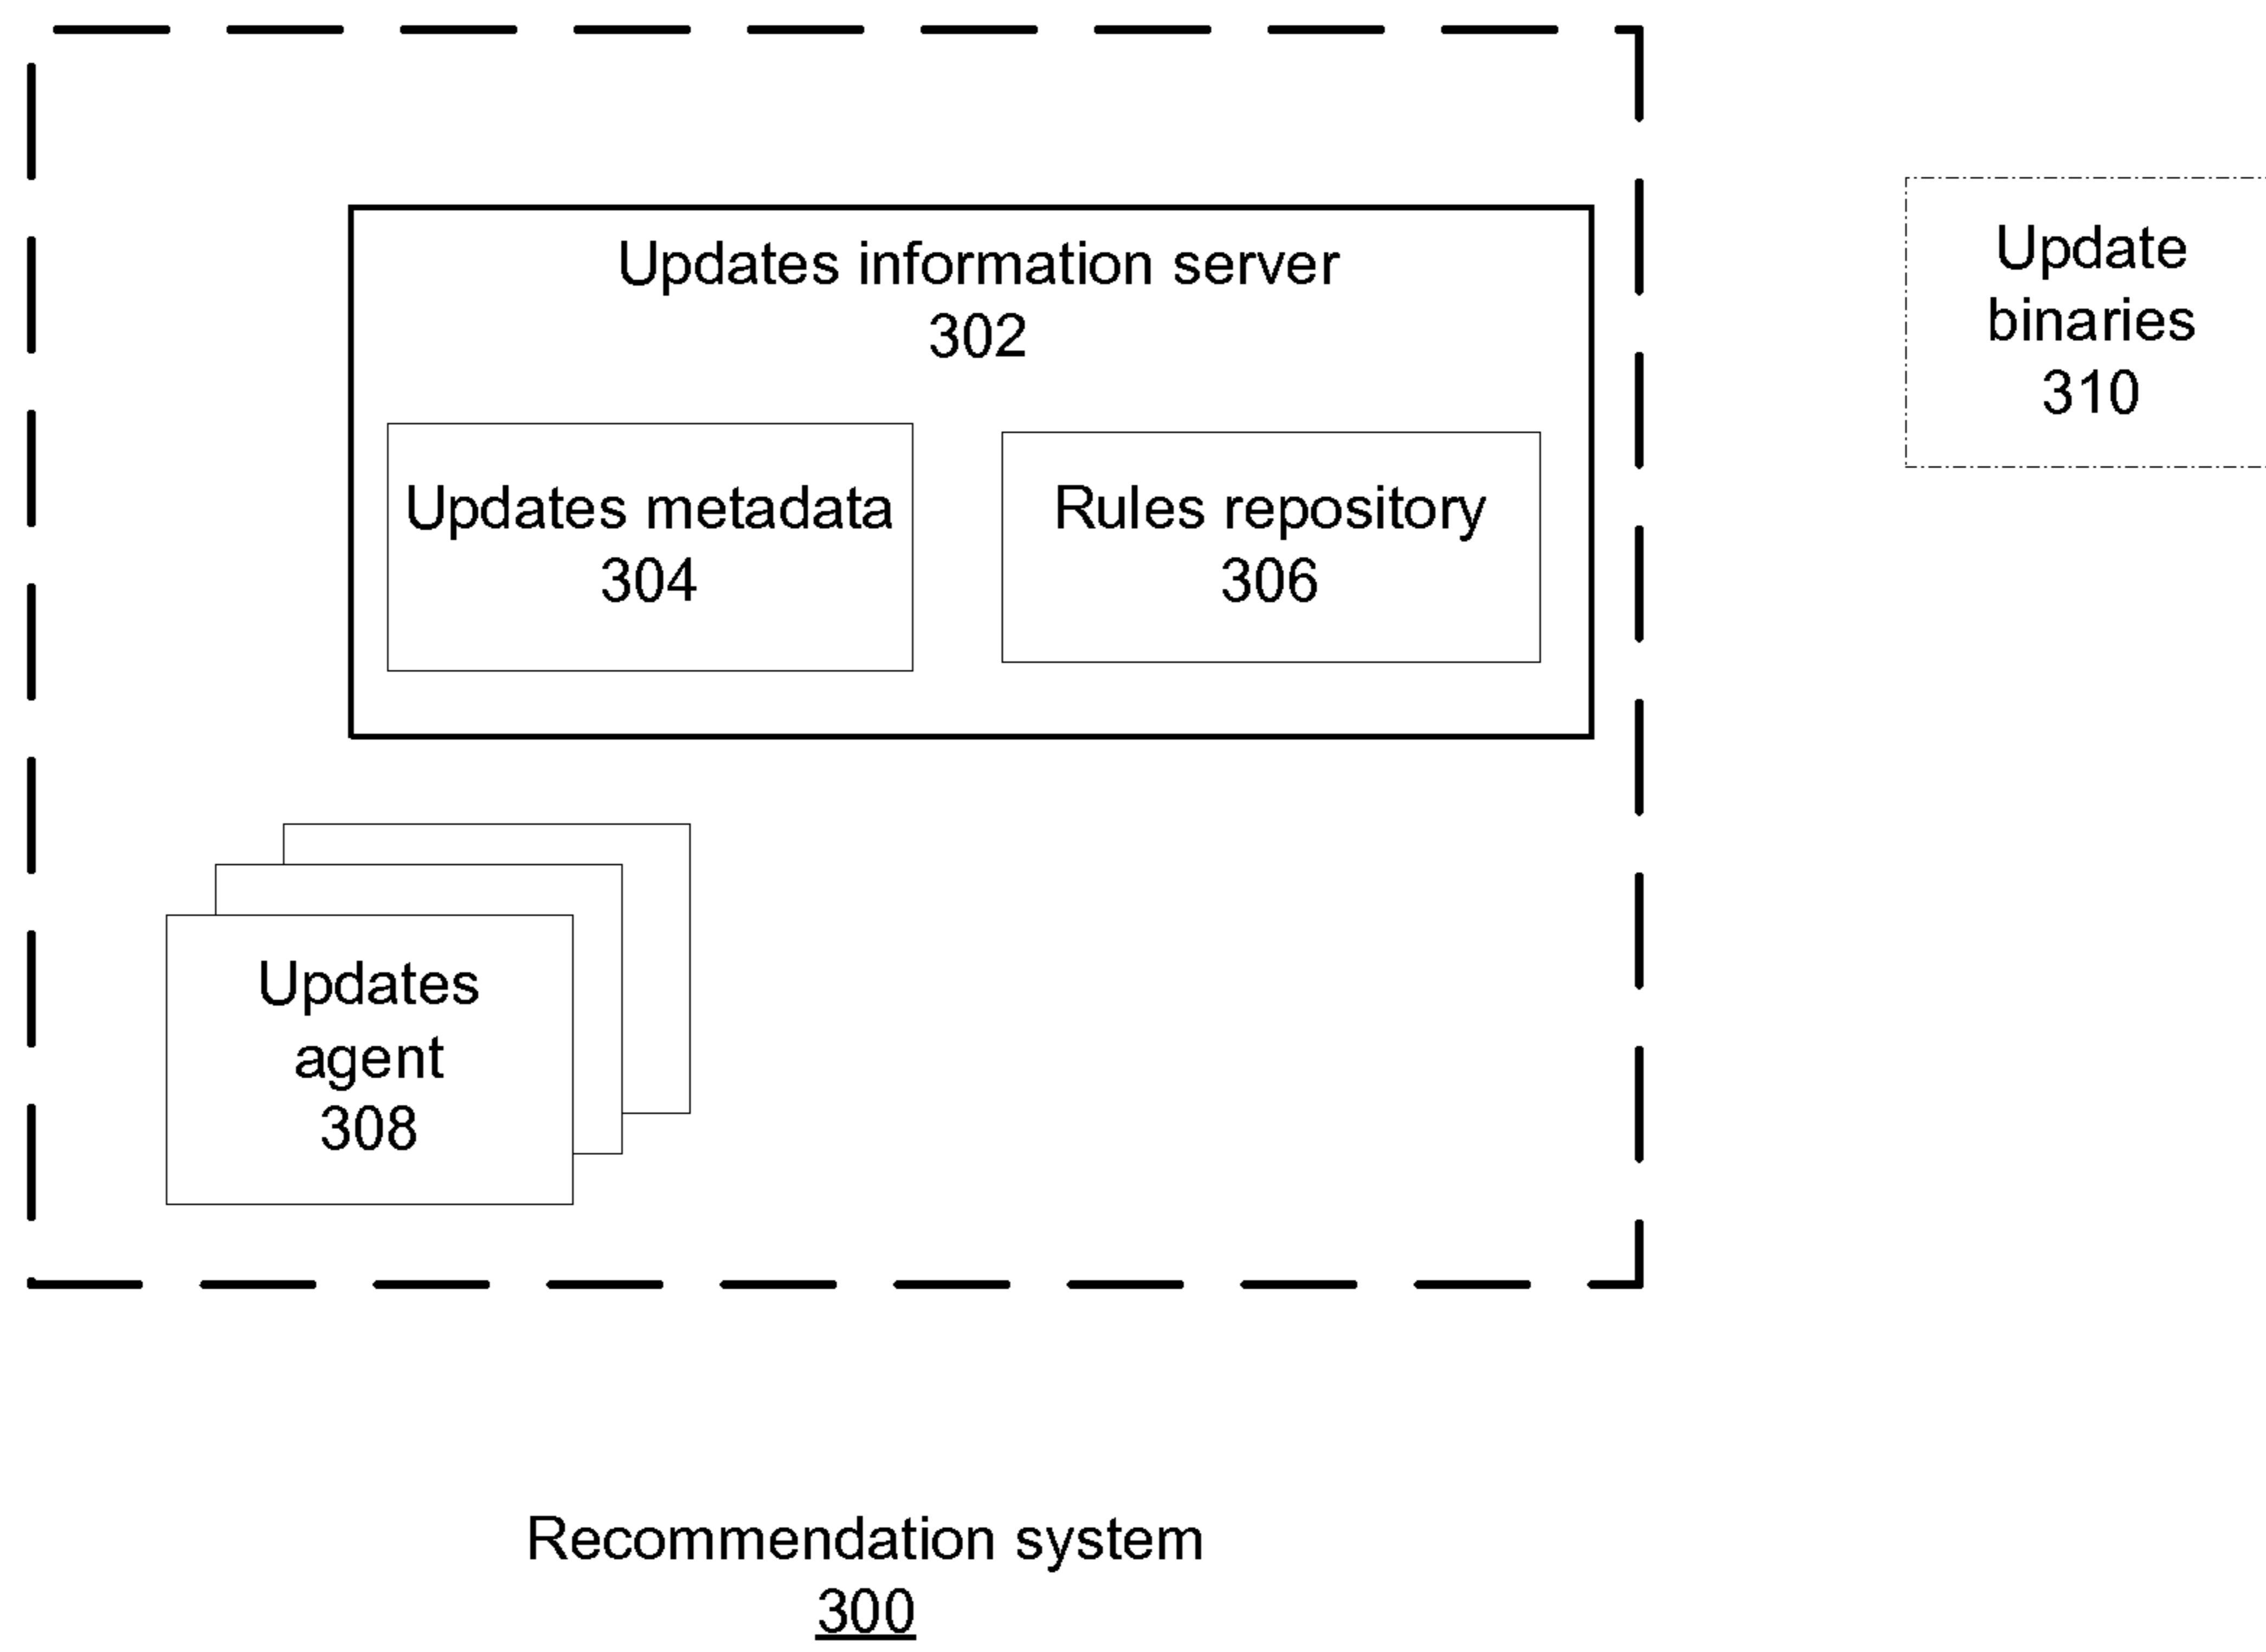 Updates information server
302
Updates metadata
304
Rules repository
306
Updates
agent
308
Update
binaries
310
Recommendation system
300